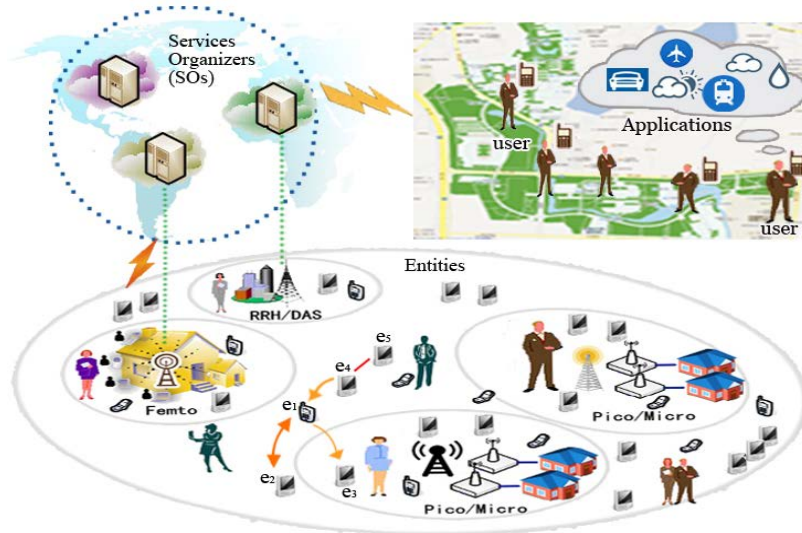 Services
Organizers
(SOs)
Applications
user
user
Entities
RRH/DAS
Femto
e5
e4
e1
e2
e3
Pico/Micro
Pico/Micro